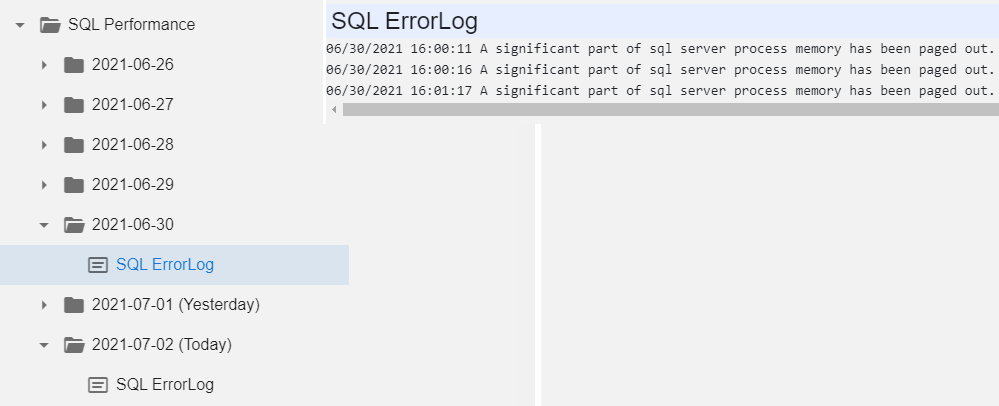 SQL Performance
2021-06-26
2021-06-27
2021-06-28
2021-06-29
2021-06-30
SQL ErrorLog
2021-07-01 (Yesterday)
2021-07-02 (Today)
SQL ErrorLog
SQL ErrorLog
06/30/2021 16:00:11 A significant part of sql server process memory has been paged out.
06/30/2021 16:00:16 A significant part of sql server process memory has been paged out.
06/30/2021 16:01:17 A significant part of sql server process memory has been paged out.